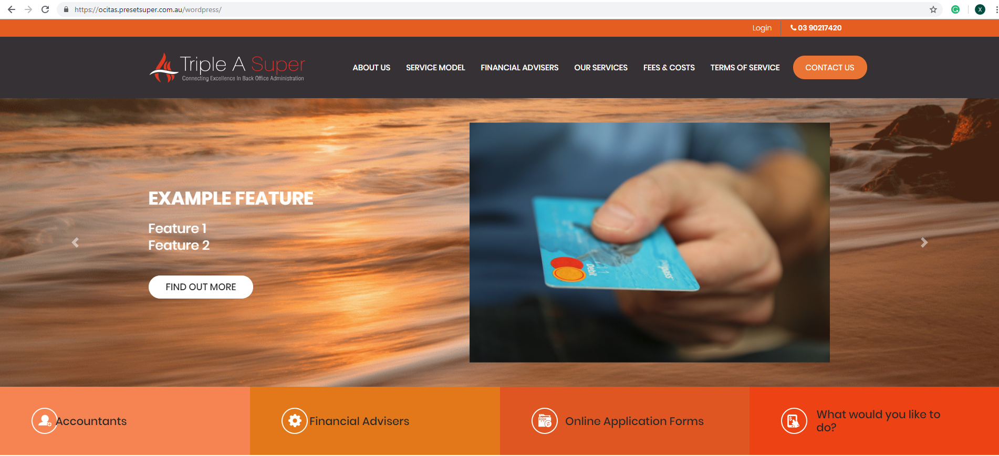 https://ocitas.presetsuper.com.au/wordpress/
X
Login
03 90217420
Triple A Super
Connecting Excellence In Back Office Administration
ABOUT US
SERVICE MODEL
FINANCIAL ADVISERS
OUR SERVICES
FEES & COSTS
TERMS OF SERVICE
CONTACT US
EXAMPLE FEATURE
Feature 1
Feature 2
FIND OUT MORE
Debit
Accountants
Financial Advisers
Online Application Forms
What would you like to
do?